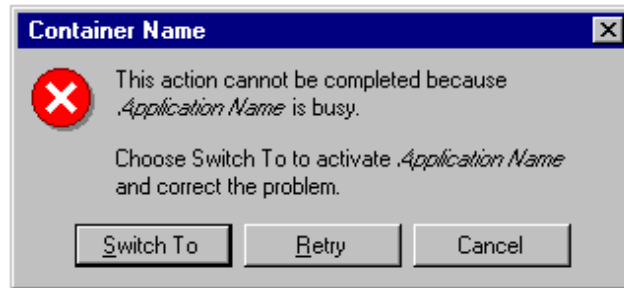 Container Name
This action cannot be completed because
Application Name is busy.
Choose Switch To to activate Application Name
and correct the problem.
Switch To
Retry
Cancel